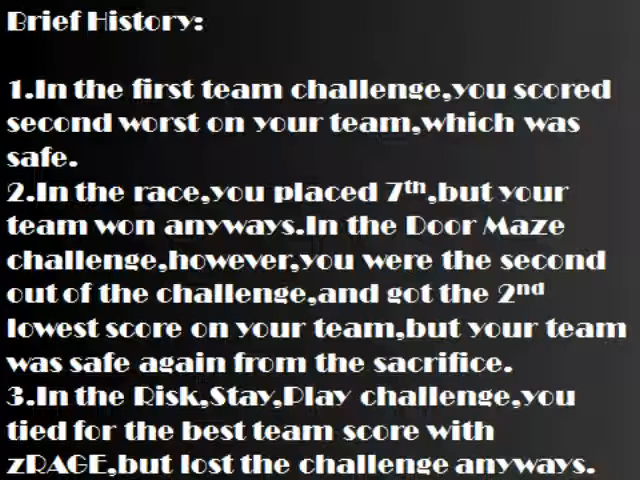 Brief History:
1.In the first team challenge,you scored
second worst on your team,which was
safe.
2.In the race,you placed 7th,but your
team won anyways.In the Door Maze
challenge,however,you were the second
out of the challenge,and got the 2nd
lowest score on your team,but your team
was safe again from the sacrifice.
3.In the Risk,Stay,Play challenge,you
tied for the best team score with
zRAGE,but lost the challenge anyways.